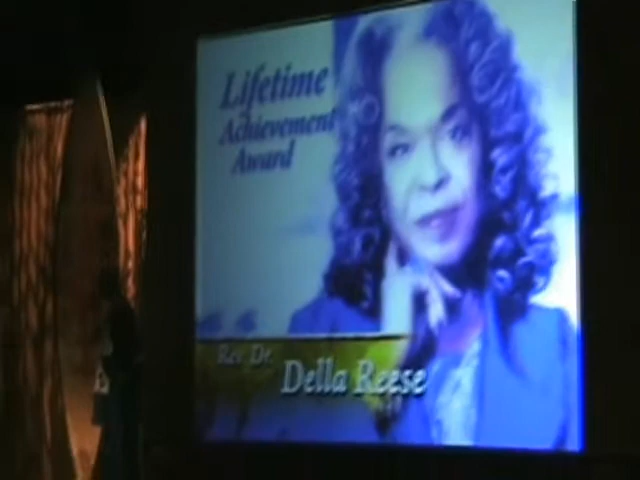 Lifetime
Achievement
Award
Rev. Dr.
Della Reese